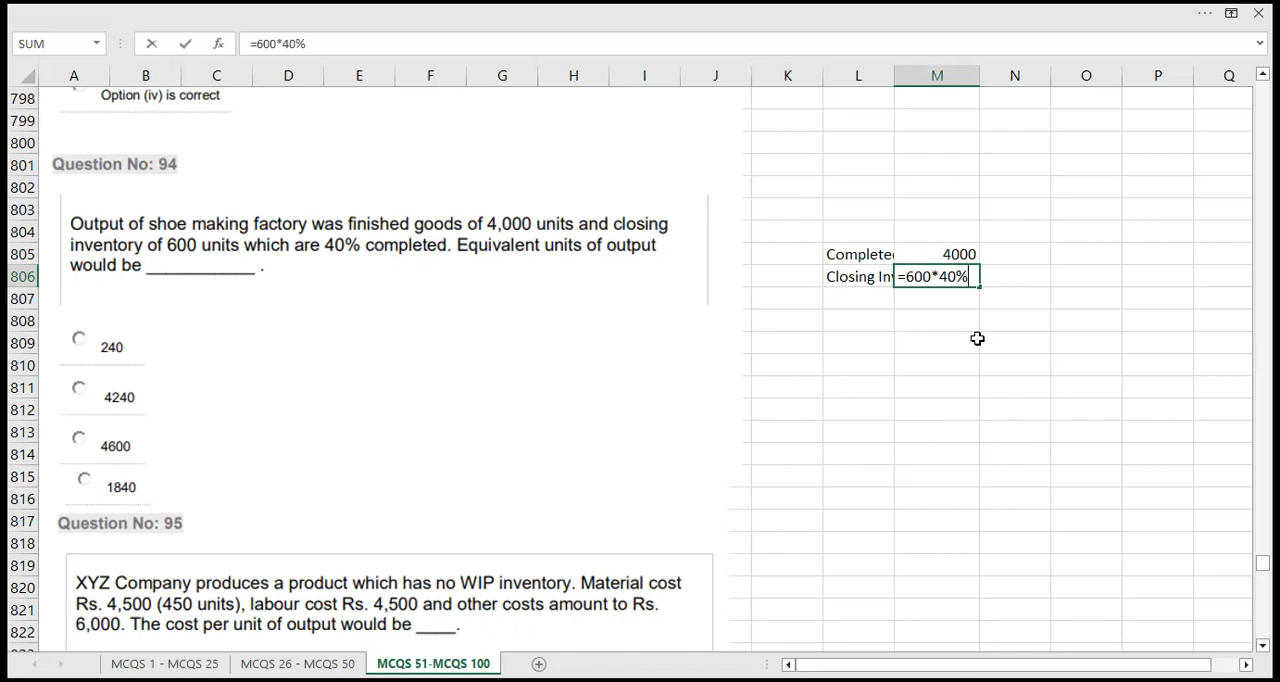 SUM
fx
=600*40%
A B C D E F G H I J K L M N O P Q
798
Option (iv) is correct
799
800
801
Question No: 94
802
803
804
Output of shoe making factory was finished goods of 4,000 units and closing
inventory of 600 units which are 40% completed. Equivalent units of output
would be ____________ .
805
Complete 4000
806
Closing In =600*40%
807
808
809
240
810
811
4240
812
813
4600
814
815
1840
816
817
Question No: 95
818
819
820
XYZ Company produces a product which has no WIP inventory. Material cost
821
Rs. 4,500 (450 units), labour cost Rs. 4,500 and other costs amount to Rs.
822
6,000. The cost per unit of output would be ____.
MCQS 1 - MCQS 25 MCQS 26 - MCQS 50 MCQS 51-MCQS 100